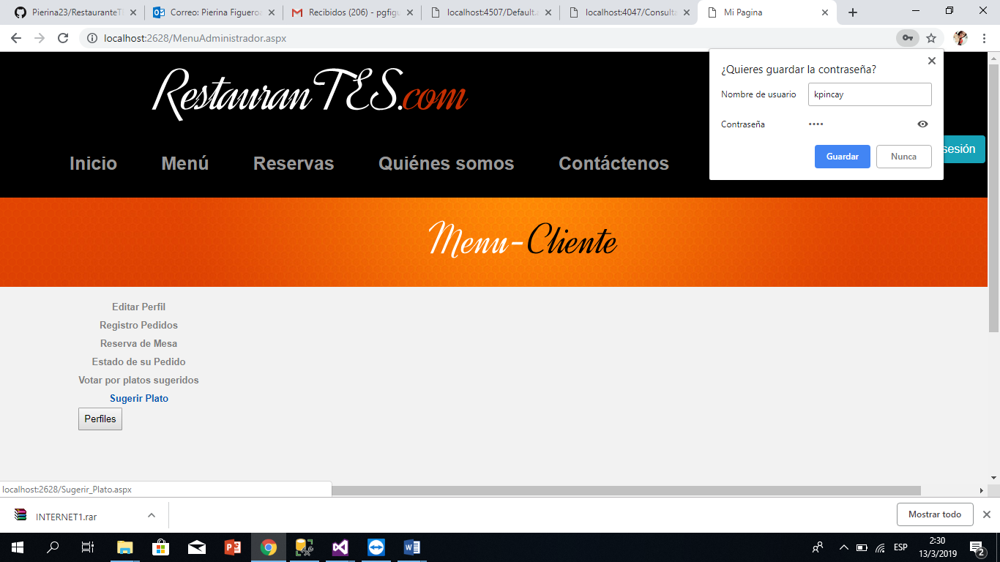 Pierina23/RestauranteT
Correo: Pierina Figueroa
Recibidos (206) - pgfigu
localhost:4507/Default.a
localhost:4047/Consulta
Mi Pagina
localhost:2628/MenuAdministrador.aspx
¿Quieres guardar la contraseña?
Nombre de usuario
kpincay
Contraseña
••••
Guardar
Nunca
RestauranTES.com
sesión
Inicio
Menú
Reservas
Quiénes somos
Contáctenos
Menu-Cliente
Editar Perfil
Registro Pedidos
Reserva de Mesa
Estado de su Pedido
Votar por platos sugeridos
Sugerir Plato
Perfiles
localhost:2628/Sugerir_Plato.aspx
INTERNET1.rar
Mostrar todo
ESP
2:30
13/3/2019
2